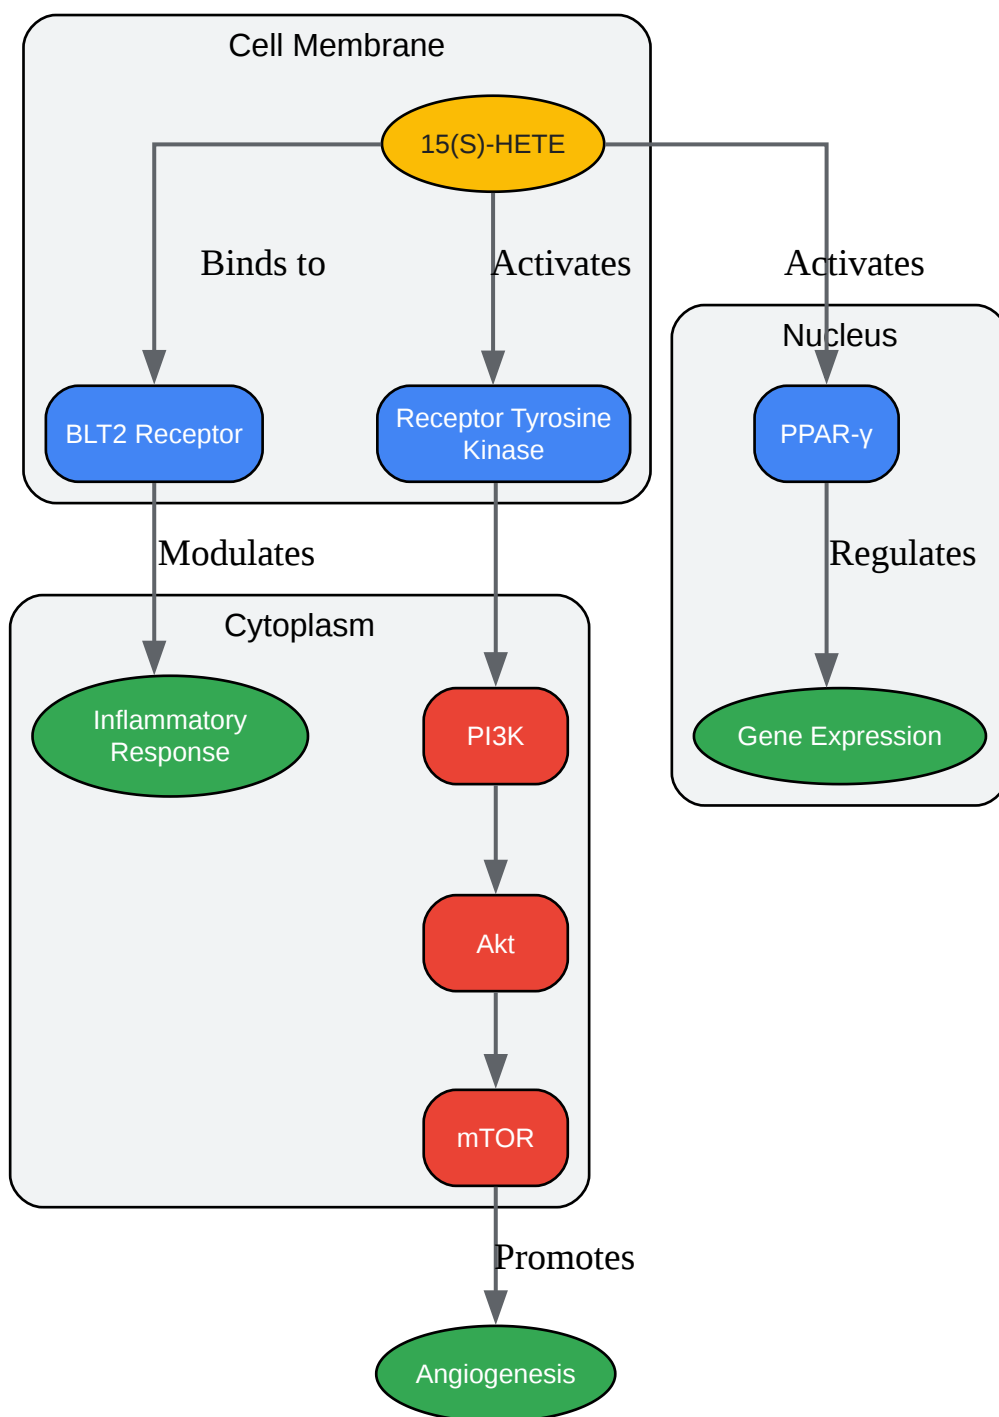 Cell Membrane
15(S)-HETE
Binds to
Activates
Activates
Nucleus
BLT2 Receptor
Receptor Tyrosine
Kinase
PPAR-γ
Modulates
Regulates
Cytoplasm
Inflammatory
Response
PI3K
Gene Expression
Akt
mTOR
Promotes
Angiogenesis